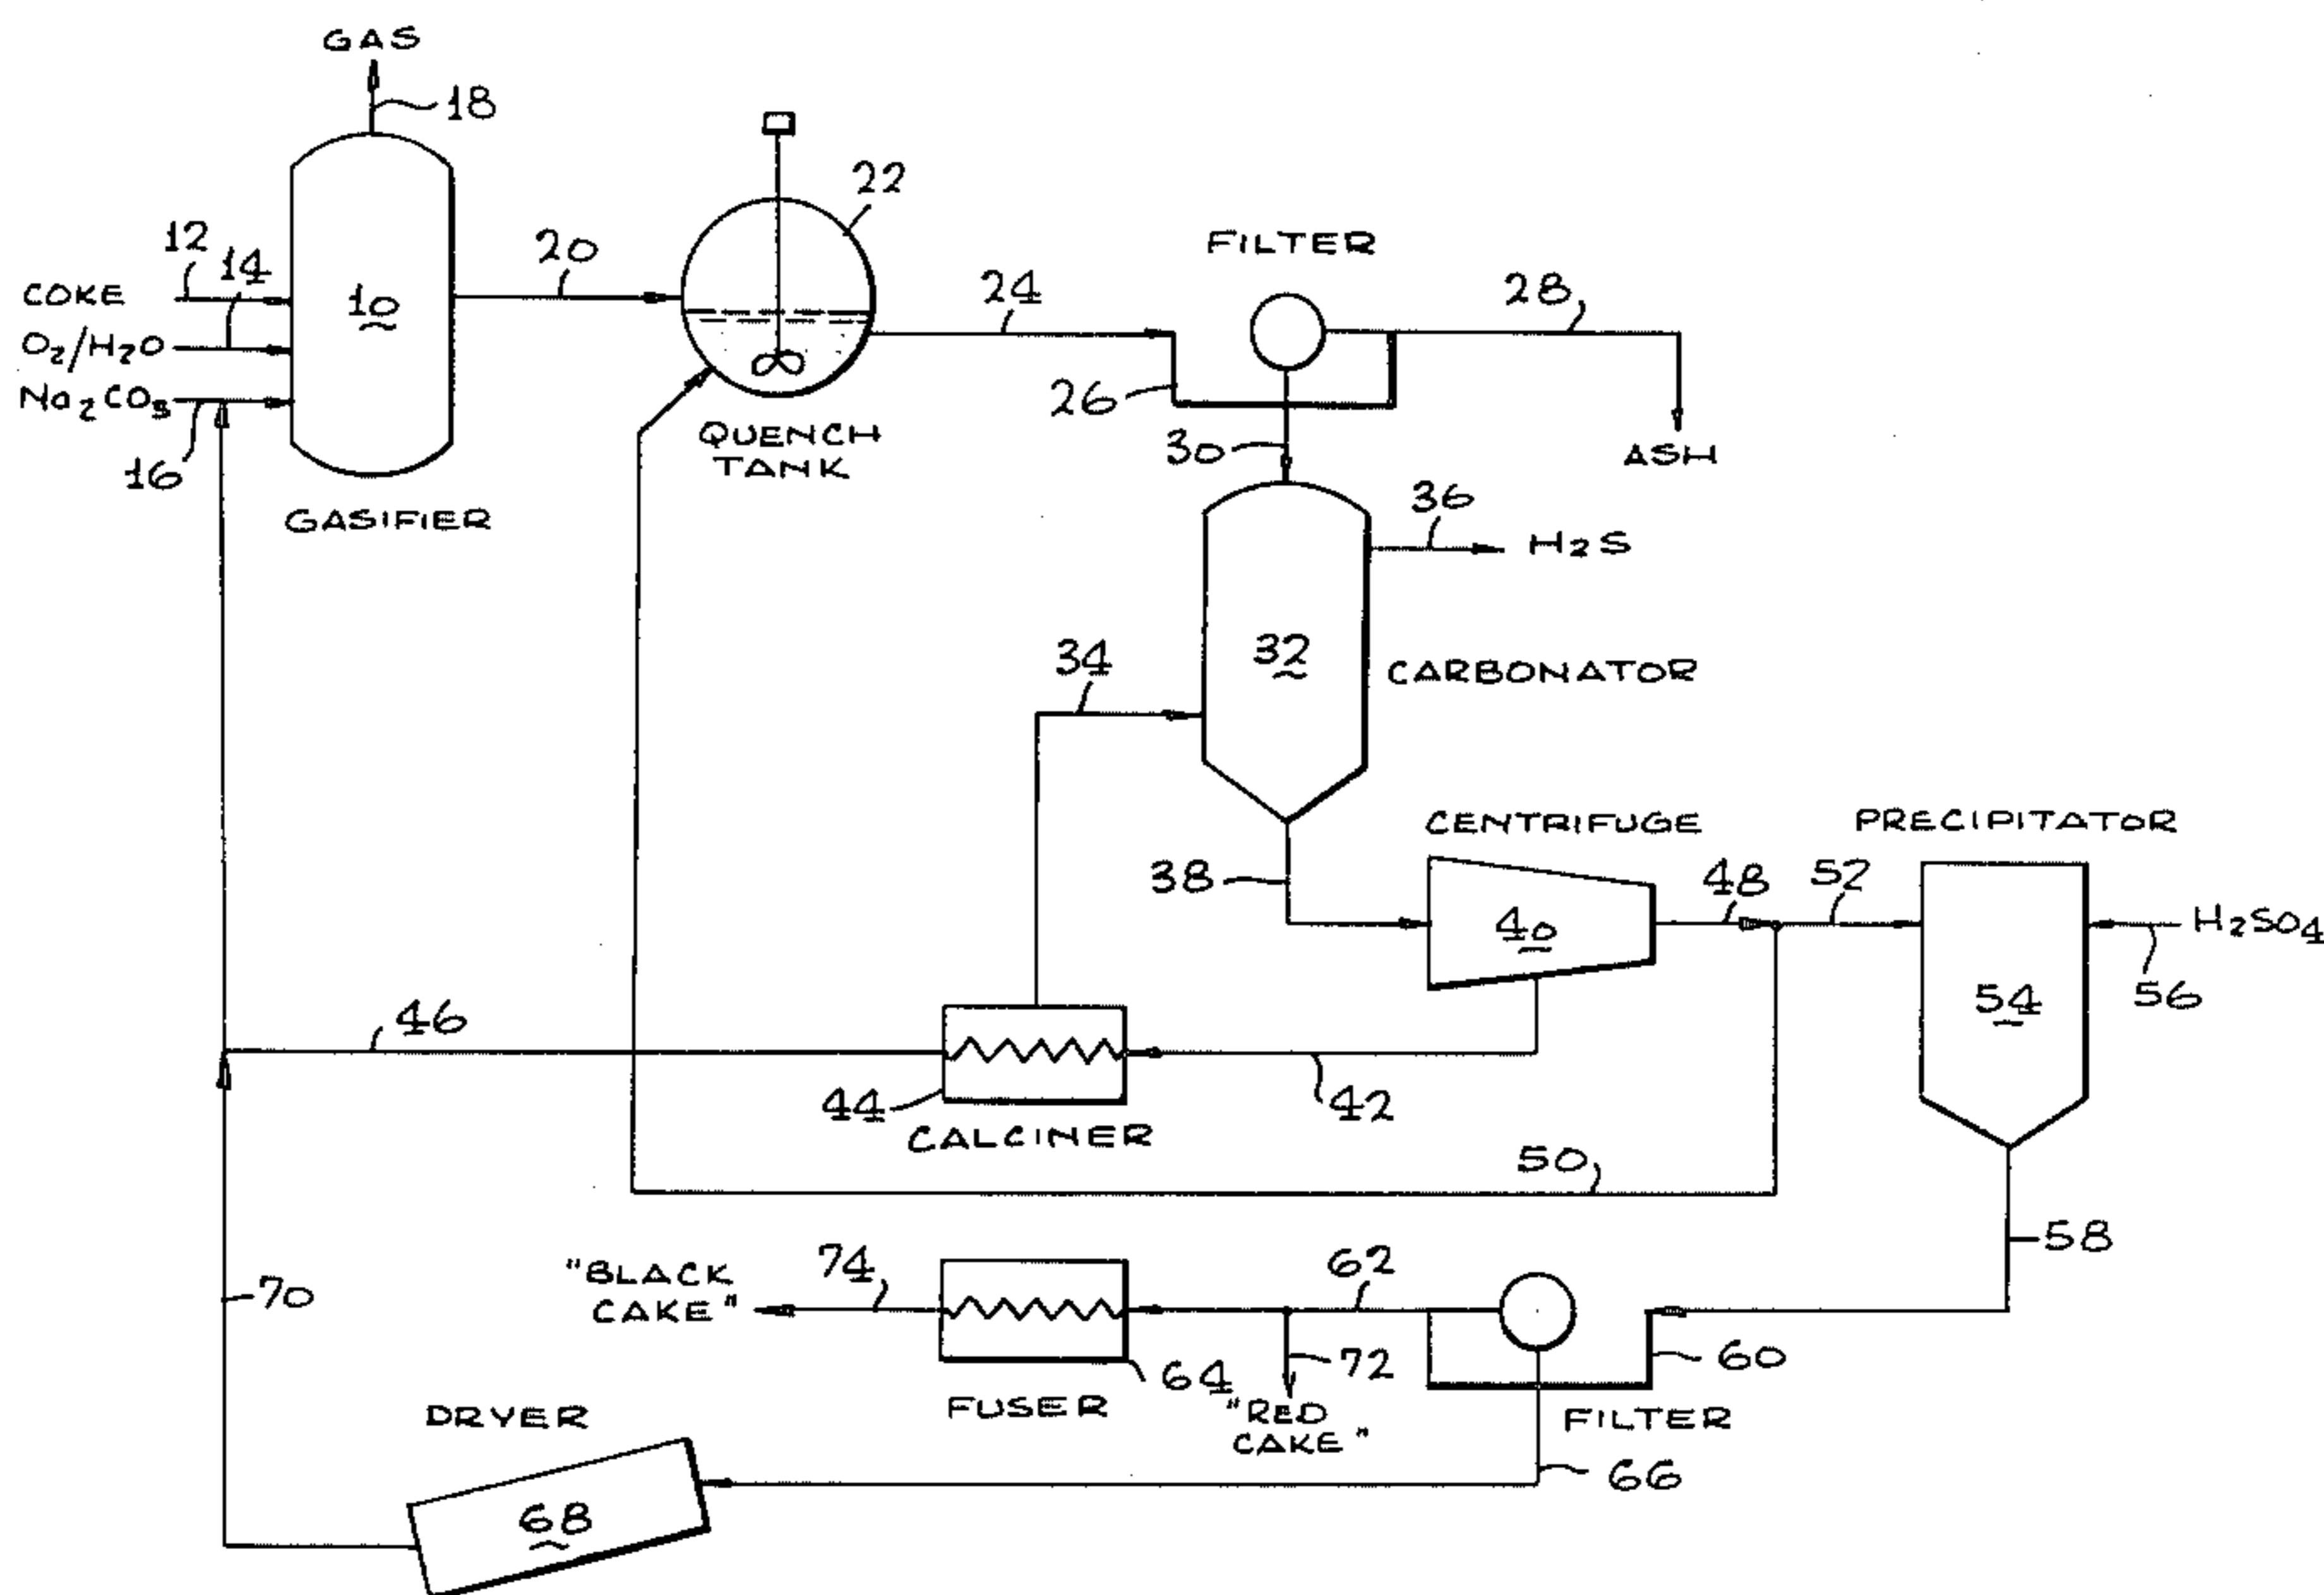 GAS
18
22
12
14
20
COKE
10
O₂/H₂O
Na₂CO₃
16
GASIFIER
QUENCH
TANK
24
FILTER
28
26
30
ASH
36
H₂S
32
34
CARBONATOR
CENTRIFUGE
PRECIPITATOR
38
40
48
52
H₂SO₄
56
54
46
44
42
CALCINER
50
58
"BLACK
CAKE"
74
62
70
64
72
60
FUSER
"RED
CAKE"
FILTER
DRYER
66
68